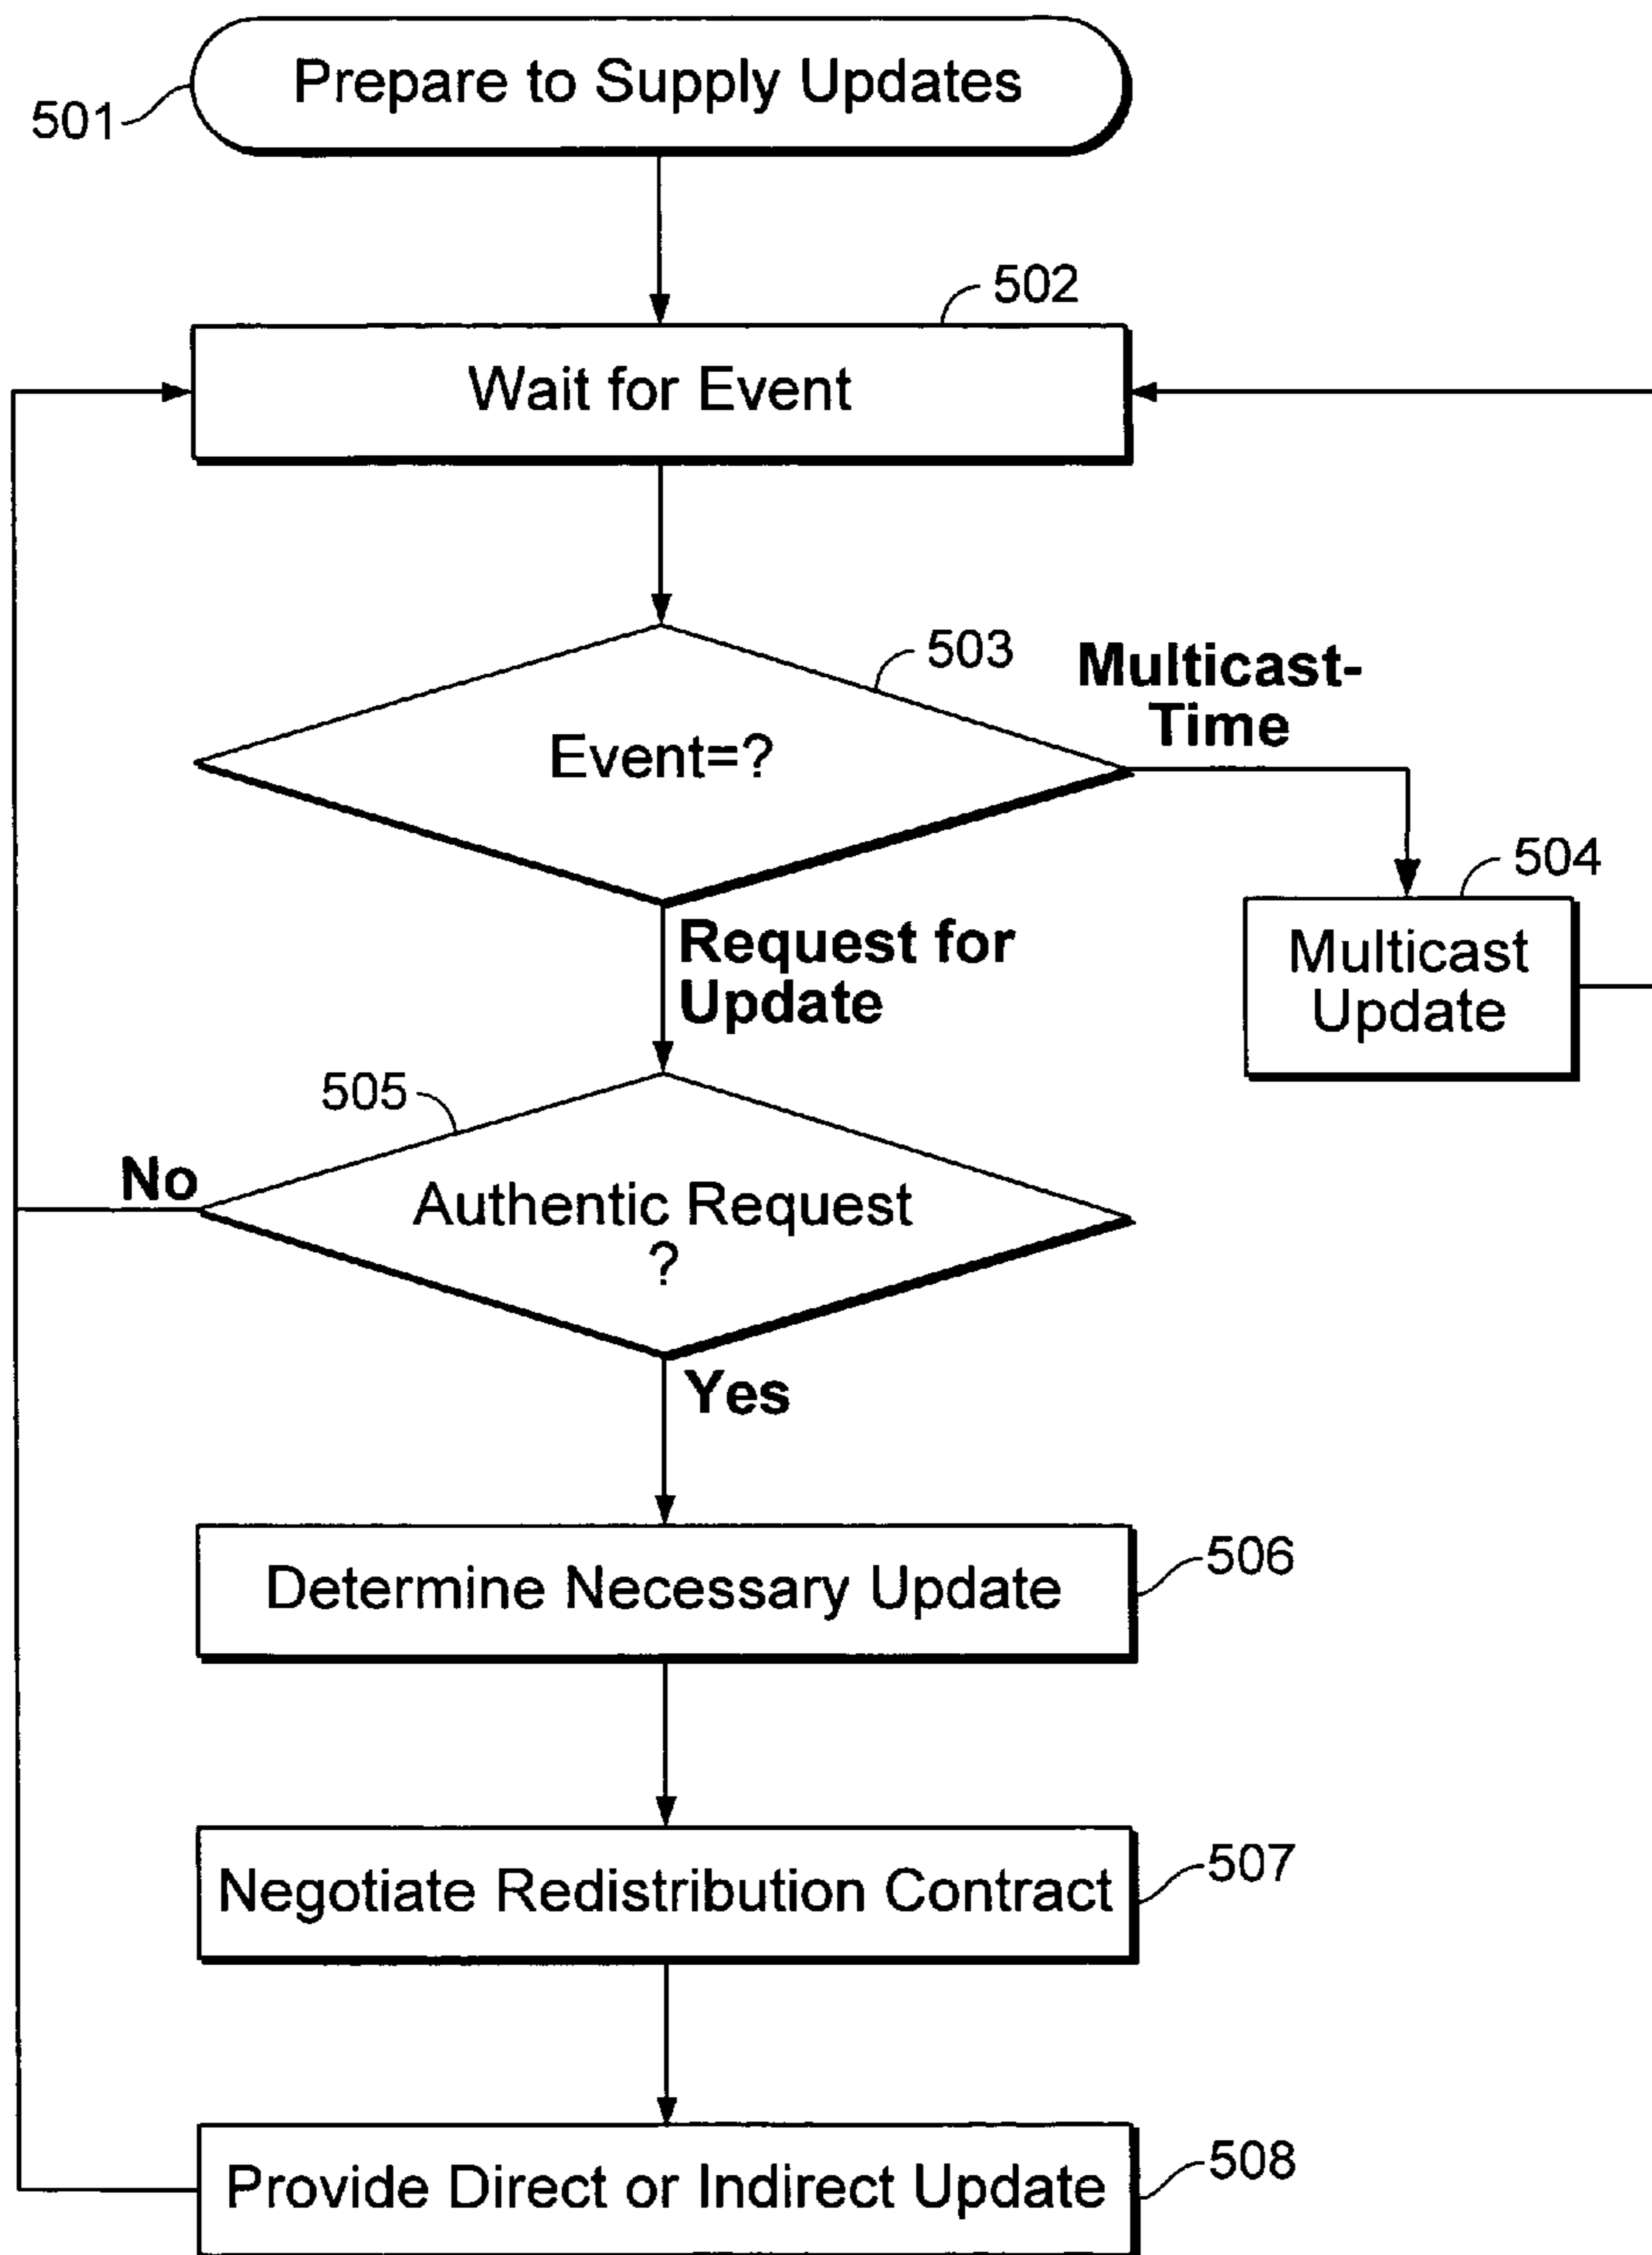 Prepare to Supply Updates
501
502
Wait for Event
503
Multicast-
Time
Event=?
504
Multicast
Update
Request for
Update
505
No
Authentic Request
?
Yes
Determine Necessary Update
506
Negotiate Redistribution Contract
507
Provide Direct or Indirect Update
508